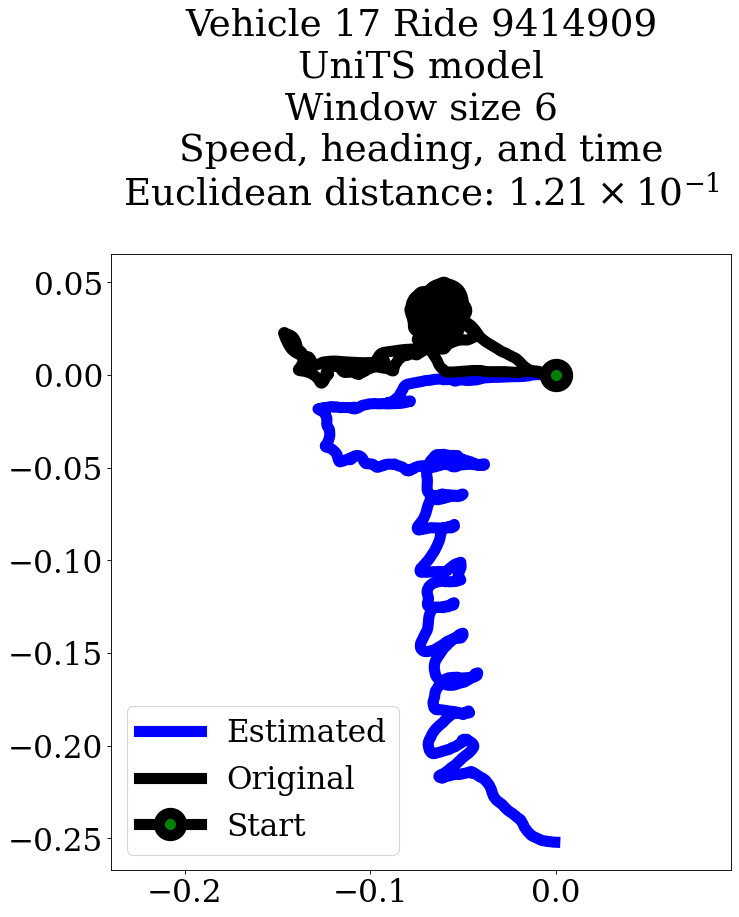 Vehicle 17 Ride 9414909
UniTS model
Window size 6
Speed, heading, and time
Euclidean distance: 1.21 × 10⁻¹
0.05
0.00
−0.05
−0.10
−0.15
−0.20
−0.25
Estimated
Original
Start
−0.2 −0.1 0.0